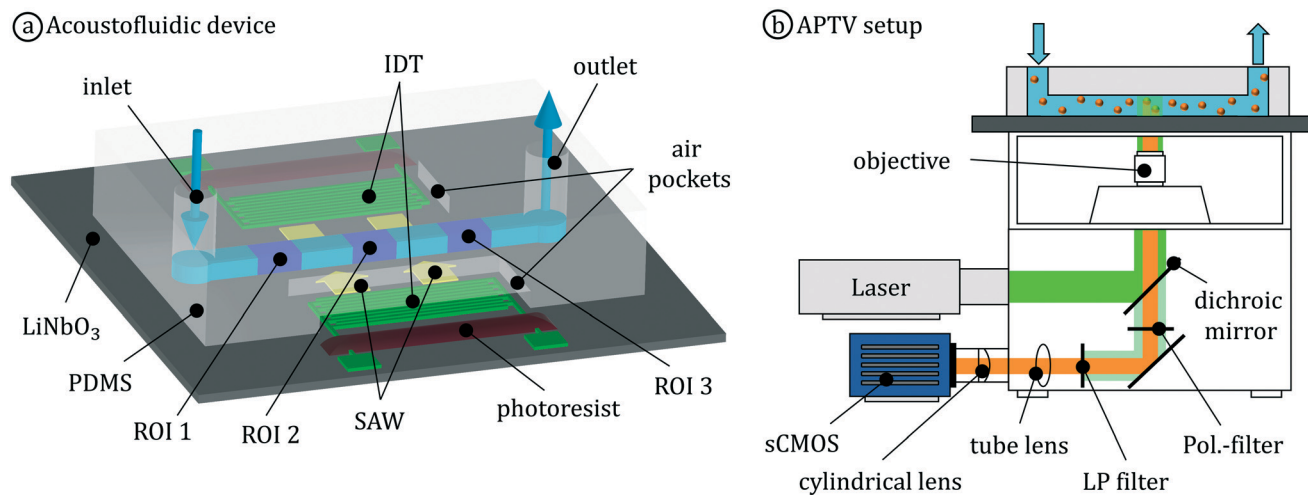 a Acoustofluidic device
inlet
IDT
outlet
air
pockets
LiNbO₃
PDMS
ROI 1
ROI 2
SAW
photoresist
ROI 3
b APTV setup
objective
Laser
dichroic
mirror
sCMOS
cylindrical lens
tube lens
LP filter
Pol.-filter